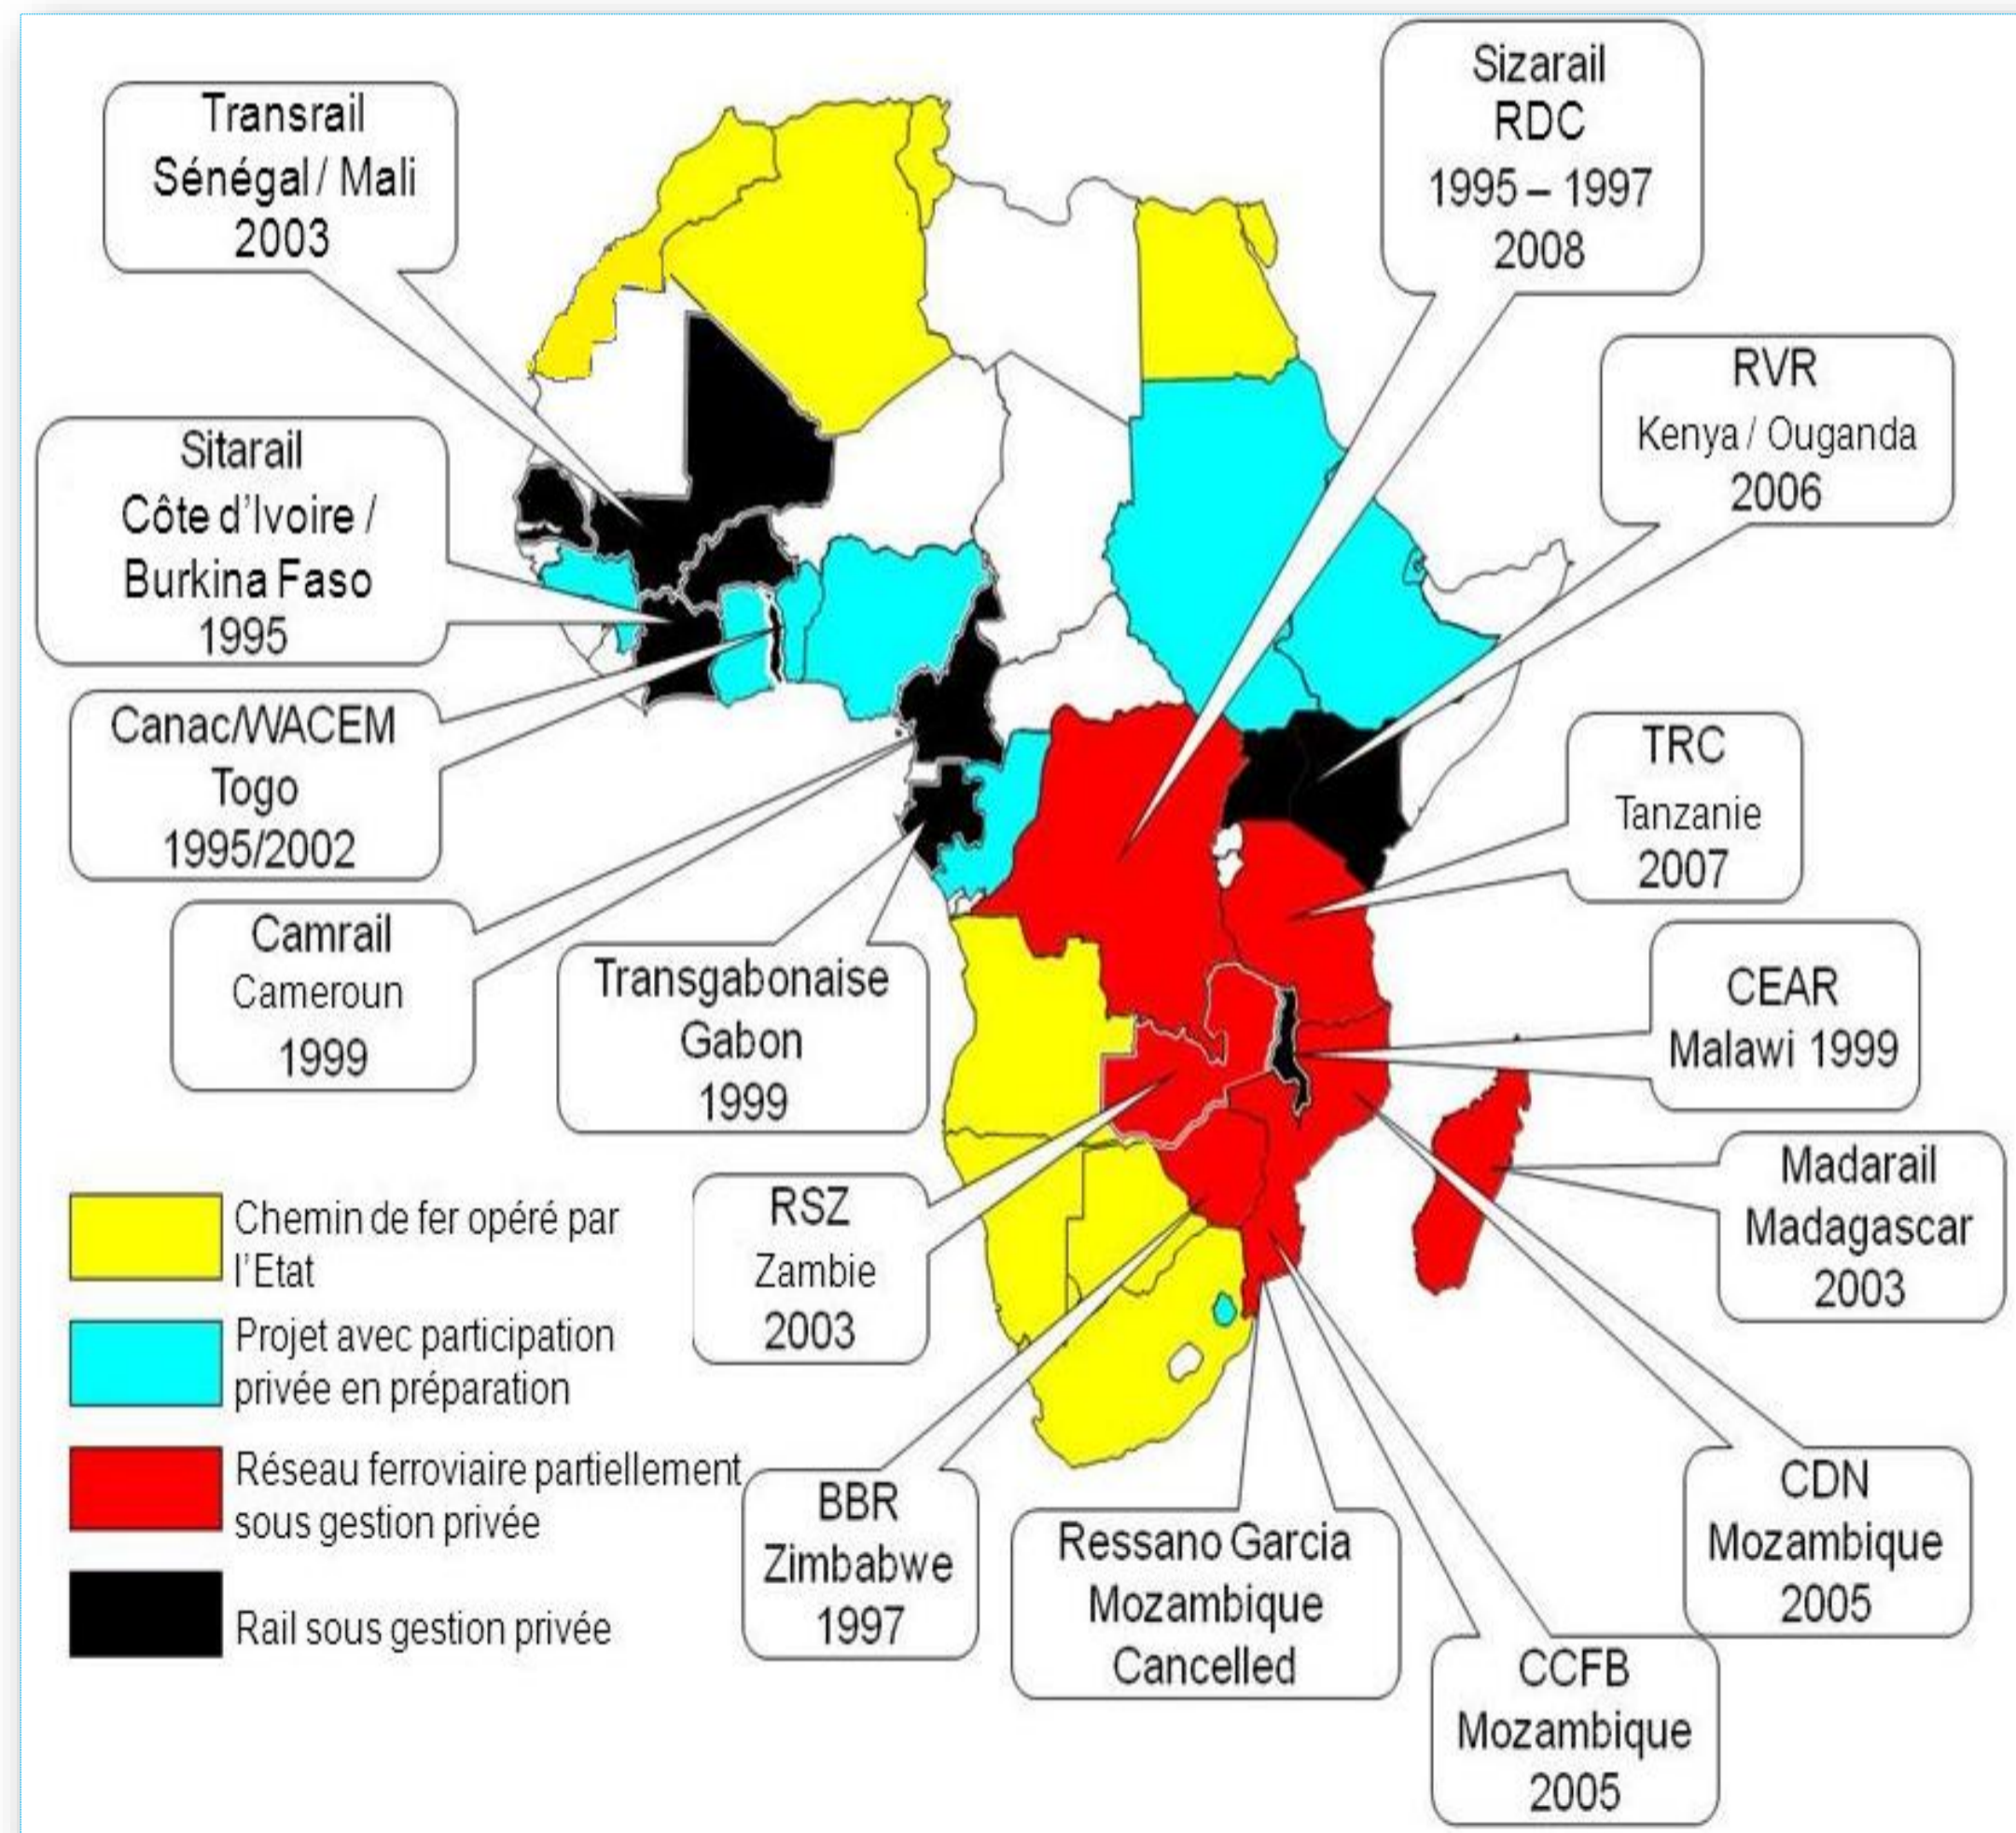 Transrail
Sénégal / Mali
2003
Sizarail
RDC
1995 – 1997
2008
RVR
Kenya / Ouganda
2006
Sitarail
Côte d'Ivoire /
Burkina Faso
1995
Canac/WACEM
Togo
1995/2002
TRC
Tanzanie
2007
Camrail
Cameroun
1999
Transgabonaise
Gabon
1999
CEAR
Malawi 1999
Madarail
Madagascar
2003
RSZ
Zambie
2003
Chemin de fer opéré par
l'Etat
Projet avec participation
privée en préparation
Réseau ferroviaire partiellement
sous gestion privée
Rail sous gestion privée
BBR
Zimbabwe
1997
Ressano Garcia
Mozambique
Cancelled
CDN
Mozambique
2005
CCFB
Mozambique
2005